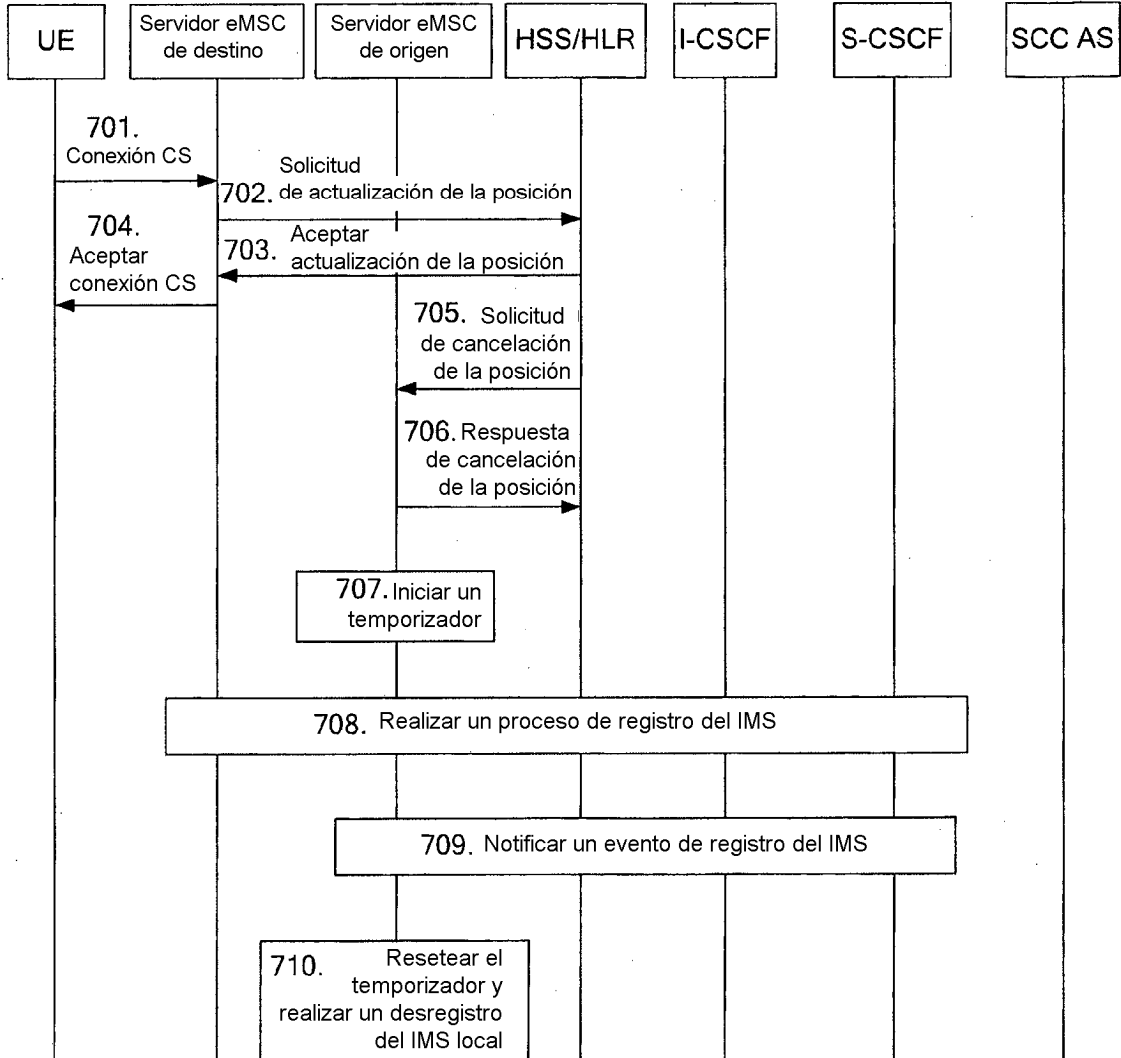 UE
Servidor eMSC
de destino
Servidor eMSC
de origen
HSS/HLR
I-CSCF
S-CSCF
SCC AS
701.
Conexión CS
Solicitud
702. de actualización de la posición
704.
Aceptar
conexión CS
Aceptar
703. actualización de la posición
705. Solicitud
de cancelación
de la posición
706. Respuesta
de cancelación
de la posición
707. Iniciar un
temporizador
708. Realizar un proceso de registro del IMS
709. Notificar un evento de registro del IMS
710. Resetear el
temporizador y
realizar un desregistro
del IMS local